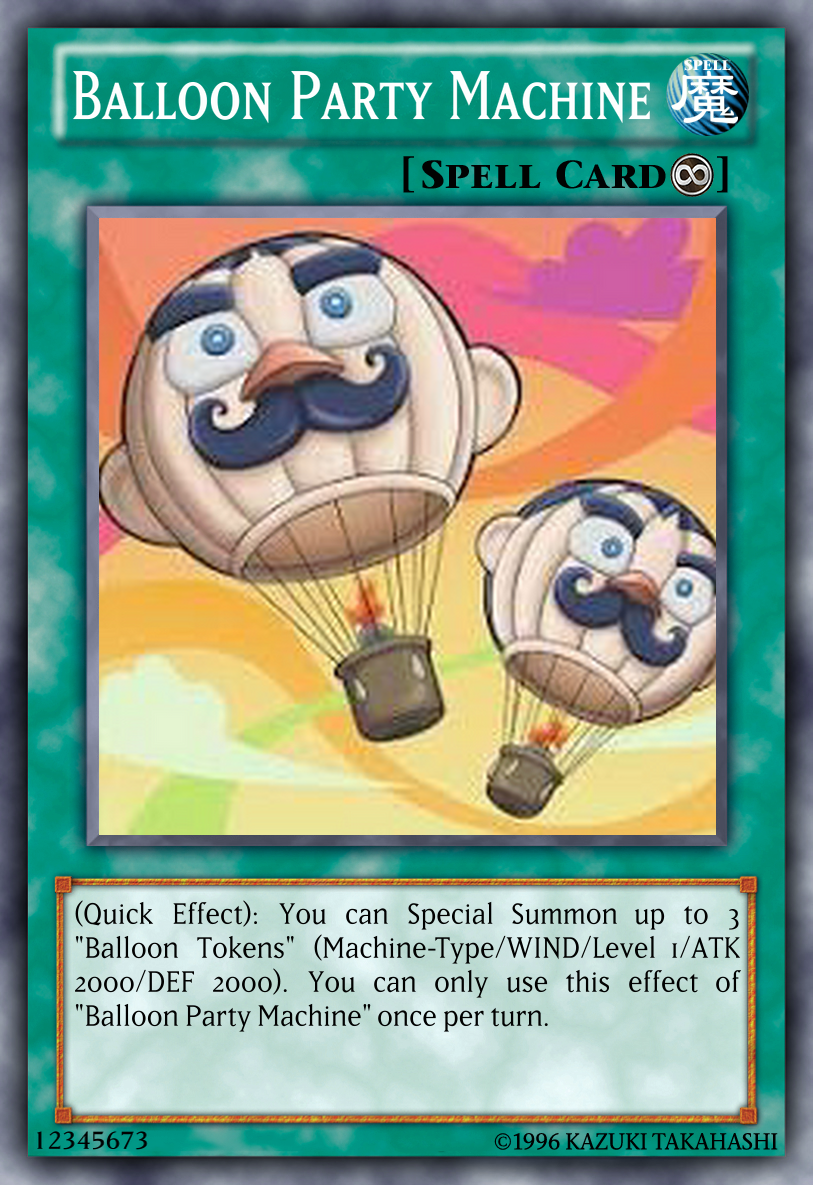 Balloon Party Machine
SPELL
魔
[Spell Card∞]
(Quick Effect): You can Special Summon up to 3
"Balloon Tokens" (Machine-Type/WIND/Level 1/ATK
2000/DEF 2000). You can only use this effect of
"Balloon Party Machine" once per turn.
12345673
©1996 KAZUKI TAKAHASHI